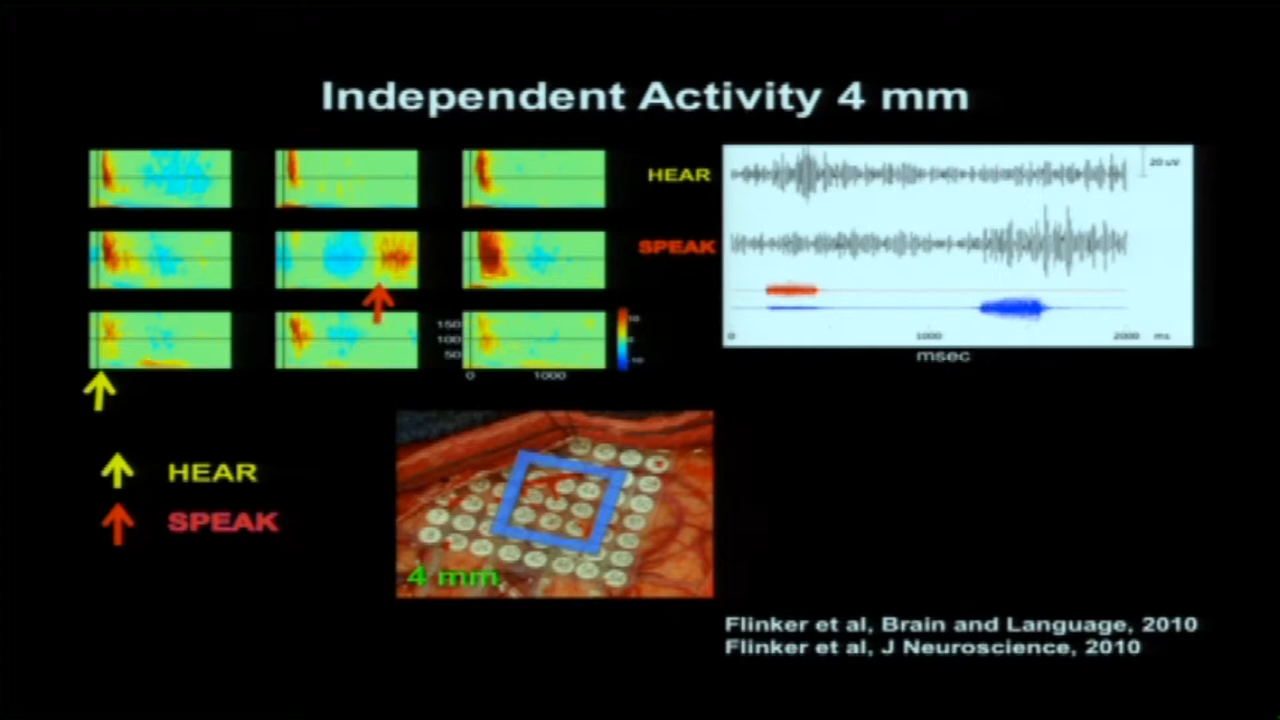 Independent Activity 4 mm
HEAR
SPEAK
20 uV
0 1000 2000 ms
msec
150
100
50
0 1000
HEAR
SPEAK
4 mm
Flinker et al, Brain and Language, 2010
Flinker et al, J Neuroscience, 2010